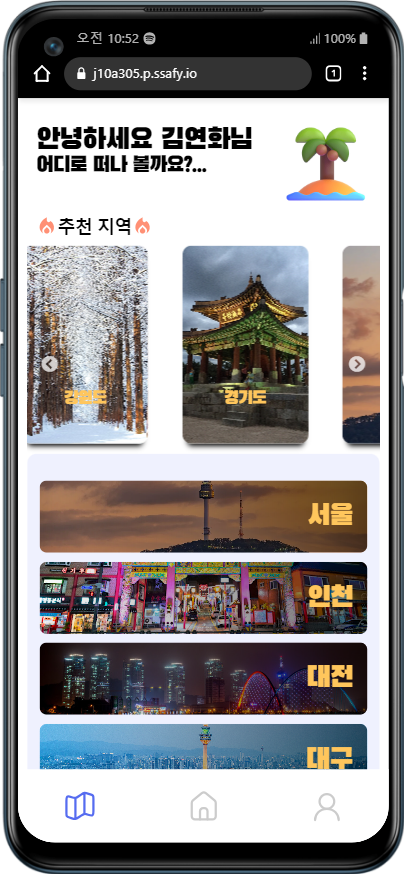 오전 10:52
100%
j10a305.p.ssafy.io
1
안녕하세요 김연화님
어디로 떠나 볼까요?...
추천 지역
강원도
경기도
서울
인천
대전
대구